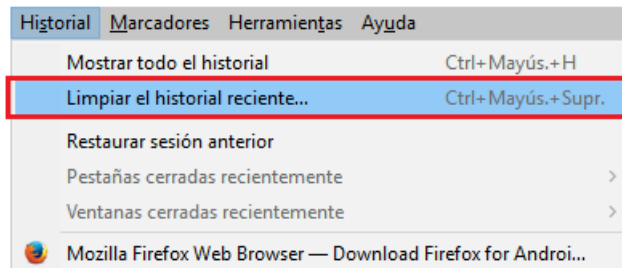 Historial Marcadores Herramientas Ayuda
Mostrar todo el historial Ctrl+Mayús.+H
Limpiar el historial reciente... Ctrl+Mayús.+Supr.
Restaurar sesión anterior
Pestañas cerradas recientemente
Ventanas cerradas recientemente
Mozilla Firefox Web Browser — Download Firefox for Androi...